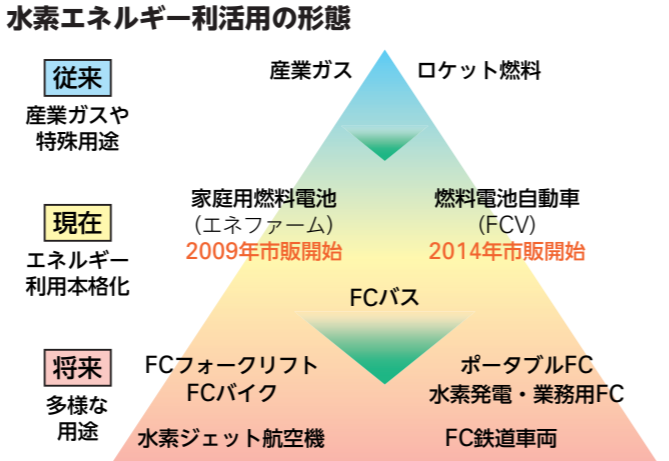 水素エネルギー利活用の形態
従来
産業ガスや
特殊用途
産業ガス
ロケット燃料
現在
エネルギー
利用本格化
家庭用燃料電池
(エネファーム)
2009年市販開始
燃料電池自動車
(FCV)
2014年市販開始
FCバス
将来
多様な
用途
FCフォークリフト
FCバイク
水素ジェット航空機
ポータブルFC
水素発電・業務用FC
FC鉄道車両